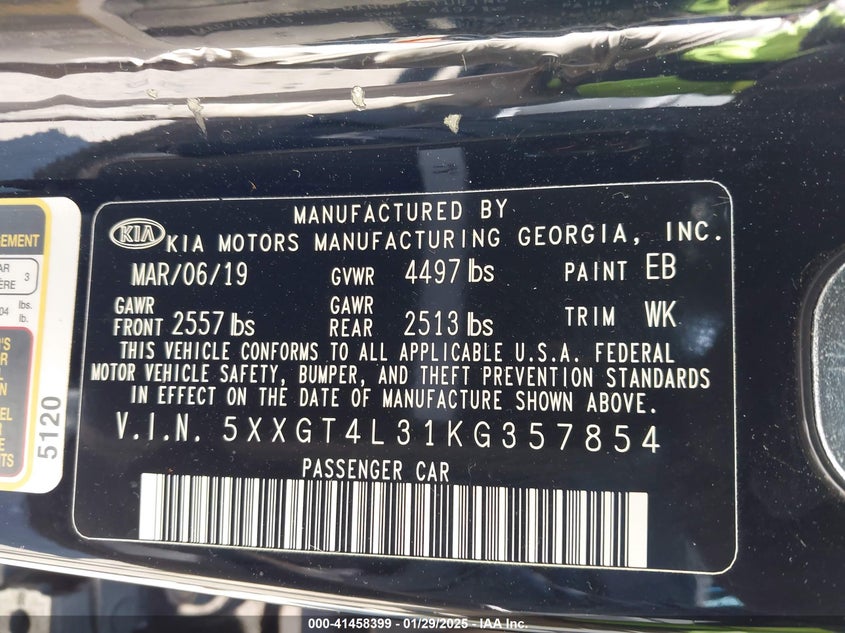 MANUFACTURED BY
KIA KIA MOTORS MANUFACTURING GEORGIA, INC.
MAR/06/19 GVWR 4497 lbs PAINT EB
GAWR FRONT 2557 lbs GAWR REAR 2513 lbs TRIM WK
THIS VEHICLE CONFORMS TO ALL APPLICABLE U.S.A. FEDERAL
MOTOR VEHICLE SAFETY, BUMPER, AND THEFT PREVENTION STANDARDS
IN EFFECT ON THE DATE OF MANUFACTURE SHOWN ABOVE.
V.I.N. 5XXGT4L31KG357854
PASSENGER CAR
3
lbs.
lb.
5120
000-41458399 - 01/29/2025 - IAA Inc.